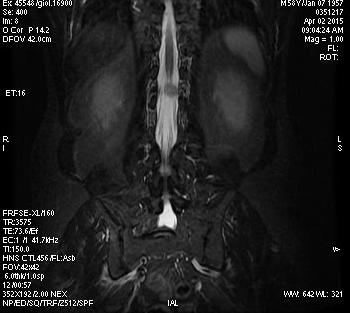 Ex: 45548/giol.16900
Se: 400
Im: 8
O Cor P 14.2
DFOV 42.0cm
M 58Y Jan 07 1957
0351217
Apr 02 2015
09:04:24 AM
Mag = 1.00
FL:
ROT:
ET:16
R
I
L
S
FRFSE-XL/160
TR:3575
TE:73.6/Ef
EC:1 /1 41.7kHz
TI:150.0
HNS CTL456/FL:Asb
FOV:42x42
6.0thk/1.0sp
12 /00:57
352X192/2.00 NEX
NP/ED/SQ/TRF/Z512/SPF
IAL
WW: 642WL: 321